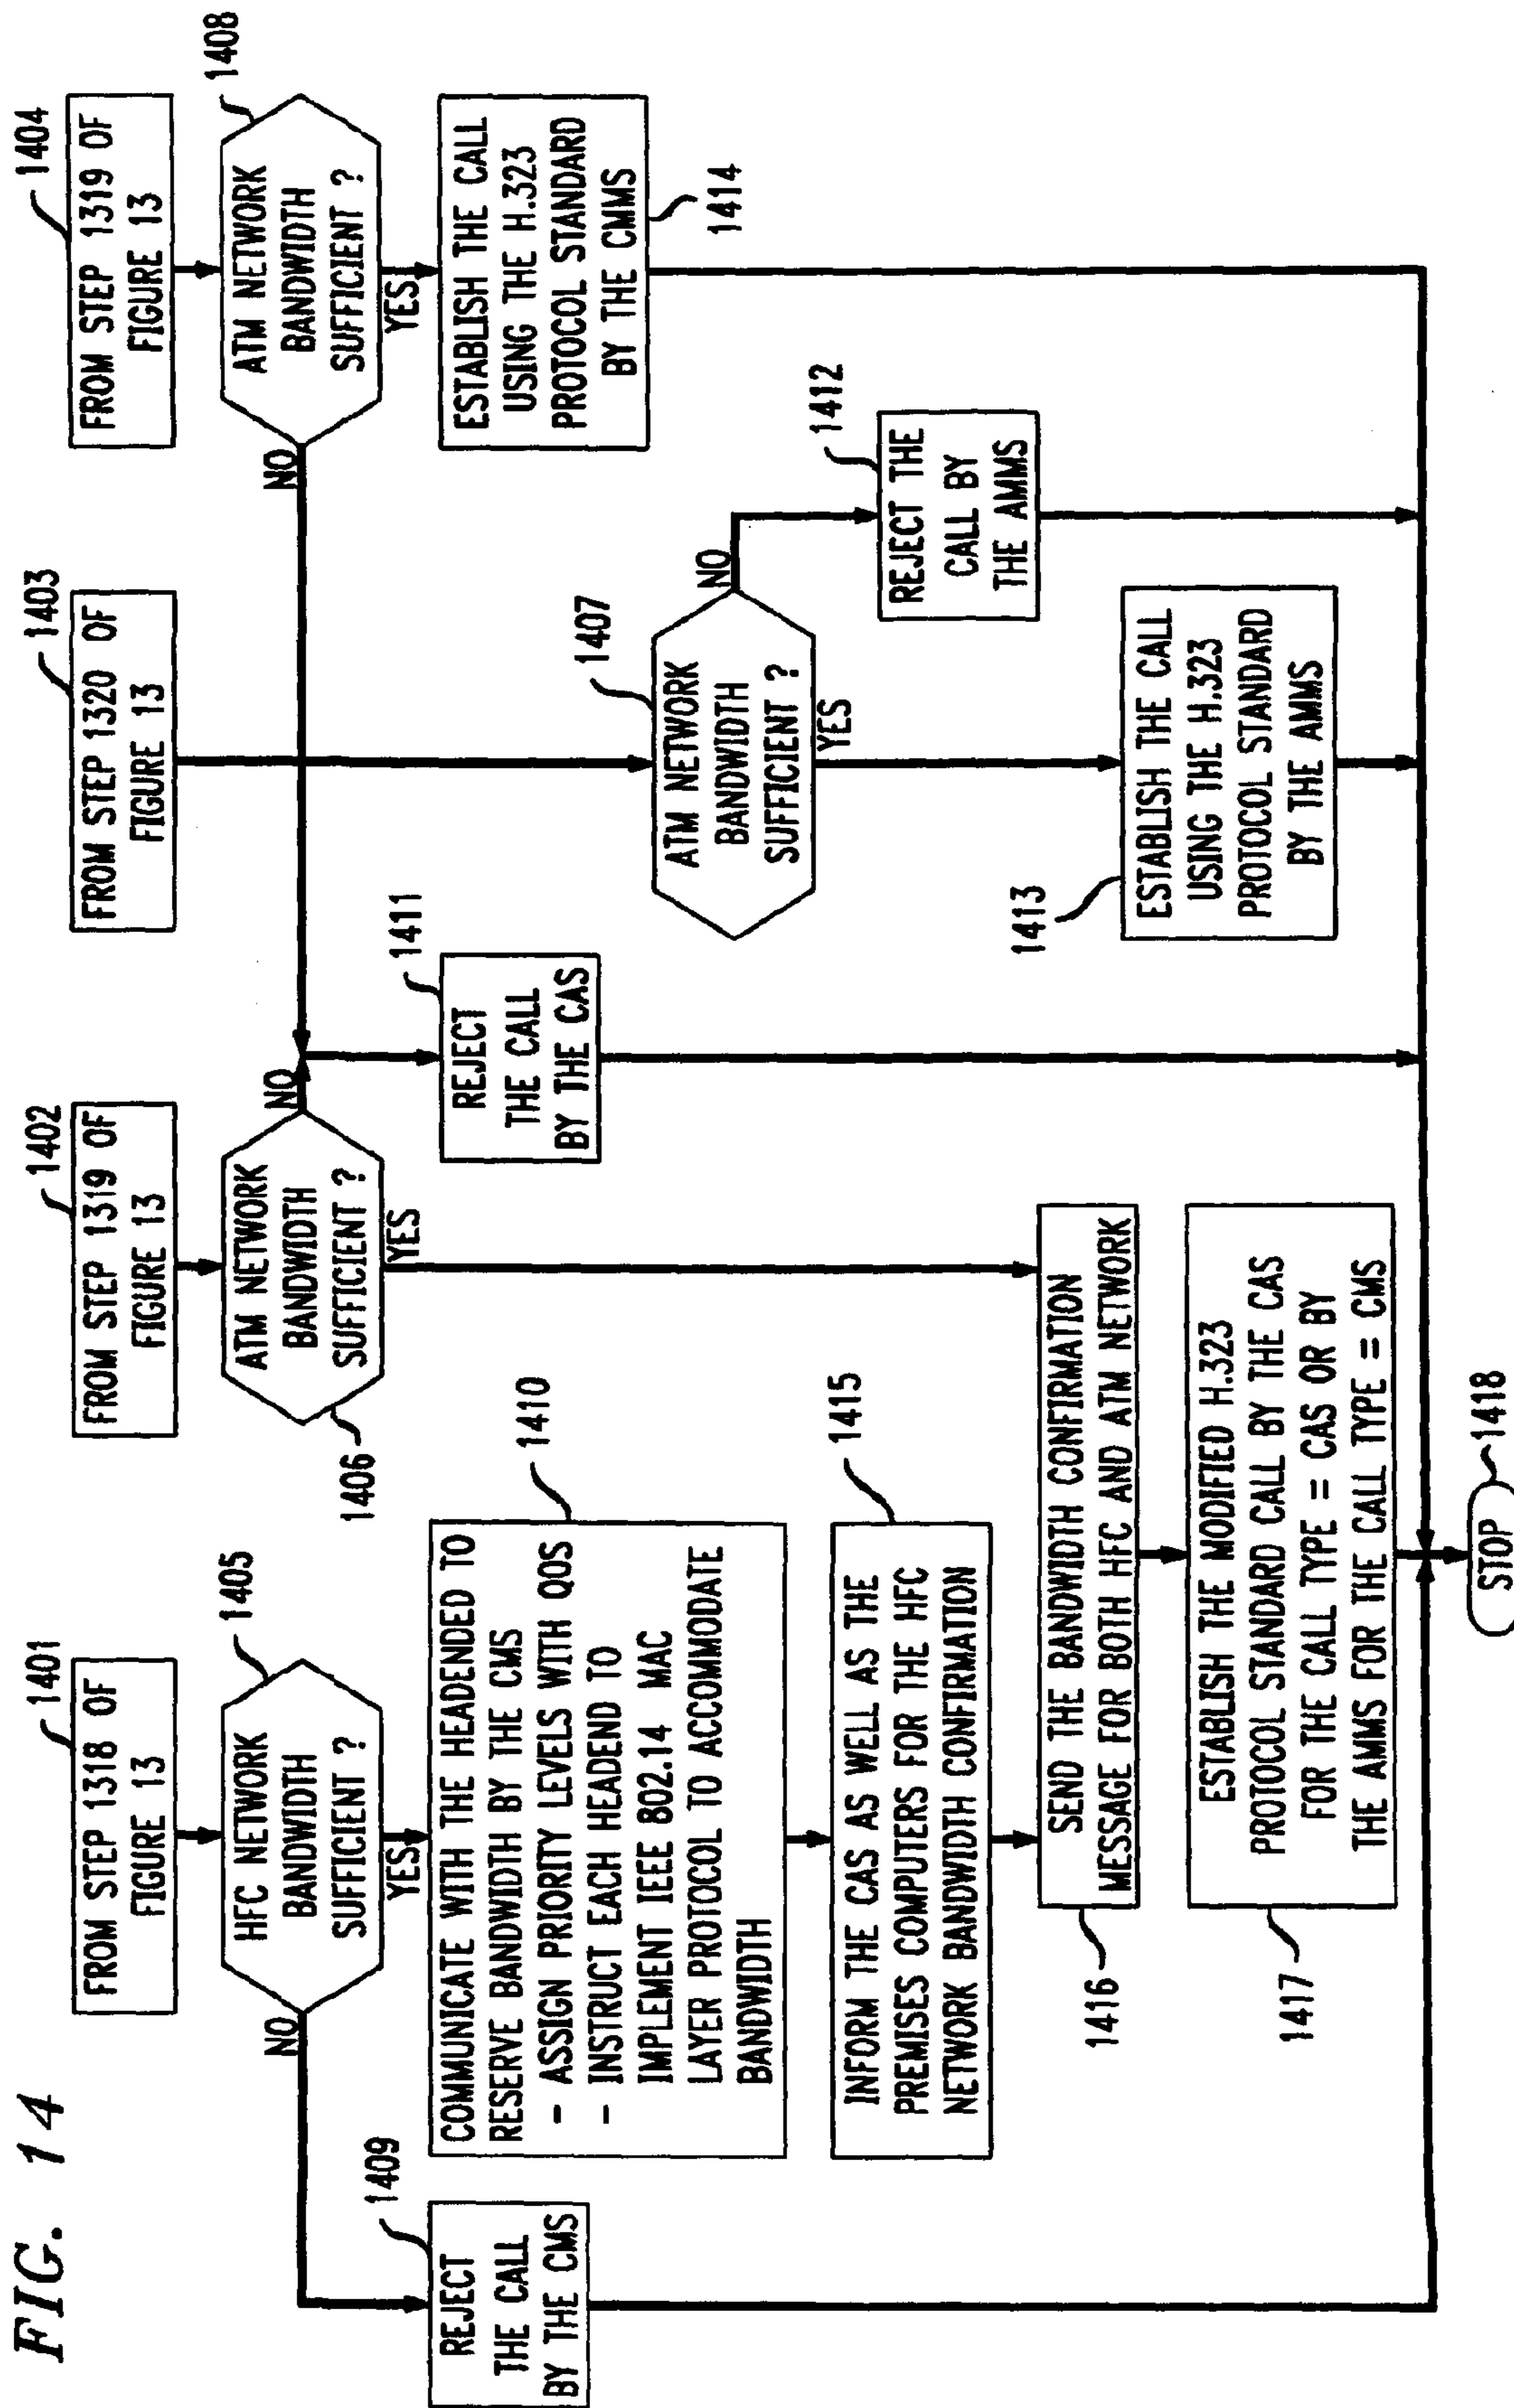 FIG. 14
1401
FROM STEP 1318 OF
FIGURE 13
1402
FROM STEP 1319 OF
FIGURE 13
1403
FROM STEP 1320 OF
FIGURE 13
1404
FROM STEP 1319 OF
FIGURE 13
1405
HFC NETWORK
BANDWIDTH
SUFFICIENT ?
NO
YES
1406
ATM NETWORK
BANDWIDTH
SUFFICIENT ?
NO
YES
1408
ATM NETWORK
BANDWIDTH
SUFFICIENT ?
NO
YES
1409
REJECT
THE CALL
BY THE CMS
1410
COMMUNICATE WITH THE HEADENDED TO
RESERVE BANDWIDTH BY THE CMS
- ASSIGN PRIORITY LEVELS WITH QOS
- INSTRUCT EACH HEADEND TO
IMPLEMENT IEEE 802.14 MAC
LAYER PROTOCOL TO ACCOMMODATE
BANDWIDTH
1411
REJECT
THE CALL
BY THE CAS
1407
ATM NETWORK
BANDWIDTH
SUFFICIENT ?
NO
YES
1414
ESTABLISH THE CALL
USING THE H.323
PROTOCOL STANDARD
BY THE CMMS
1412
REJECT THE
CALL BY
THE AMMS
1415
INFORM THE CAS AS WELL AS THE
PREMISES COMPUTERS FOR THE HFC
NETWORK BANDWIDTH CONFIRMATION
1416
SEND THE BANDWIDTH CONFIRMATION
MESSAGE FOR BOTH HFC AND ATM NETWORK
1413
ESTABLISH THE CALL
USING THE H.323
PROTOCOL STANDARD
BY THE AMMS
1417
ESTABLISH THE MODIFIED H.323
PROTOCOL STANDARD CALL BY THE CAS
FOR THE CALL TYPE = CAS OR BY
THE AMMS FOR THE CALL TYPE = CMS
STOP
1418